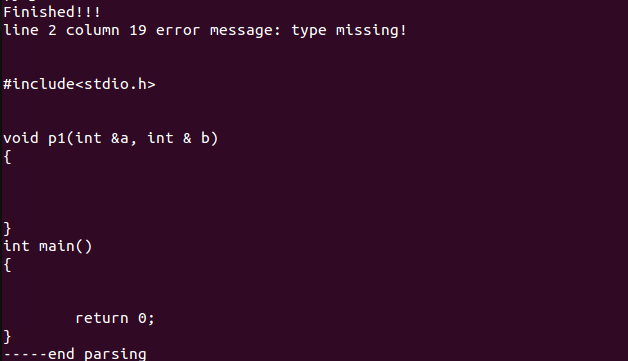 Finished!!!
line 2 column 19 error message: type missing!
#include<stdio.h>
void p1(int &a, int & b)
{
}
int main()
{
return 0;
}
-----end parsing